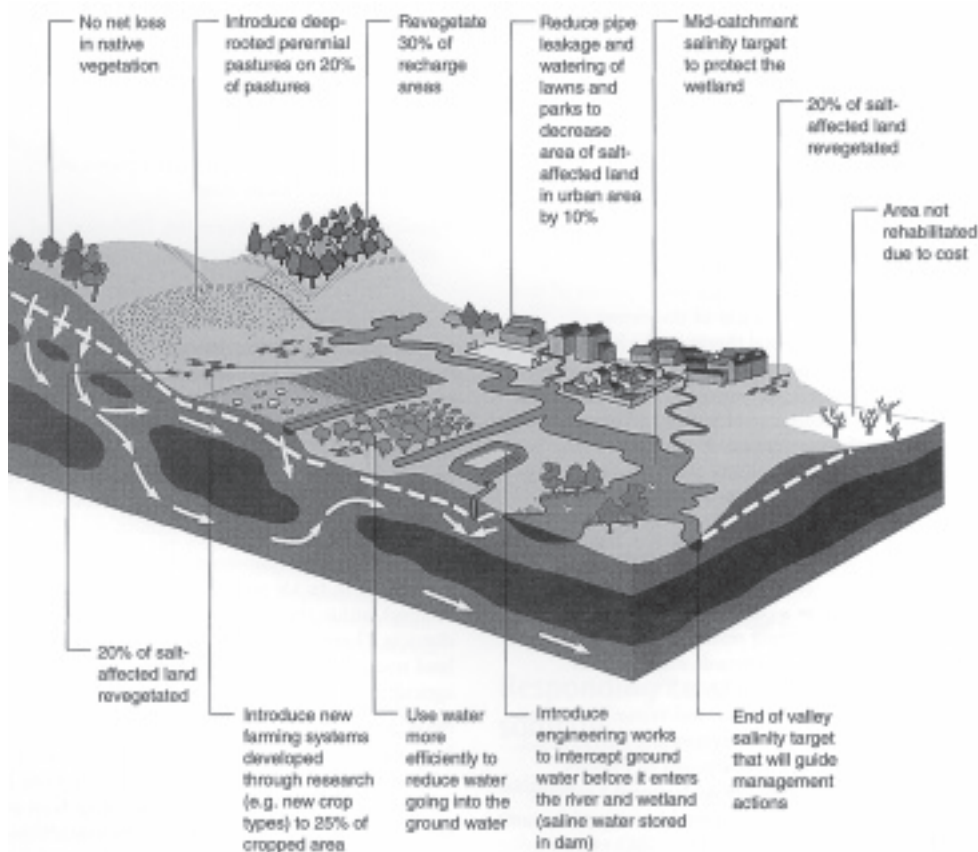 No net loss
in native
vegetation
Introduce deep-
rooted perennial
pastures on 20%
of pastures
Revegetate
30% of
recharge
areas
Reduce pipe
leakage and
watering of
lawns and
parks to
decrease
area of salt-
affected land
in urban area
by 10%
Mid-catchment
salinity target
to protect the
wetland
20% of salt-
affected land
revegetated
Area not
rehabilitated
due to cost
20% of salt-
affected land
revegetated
Introduce new
farming systems
developed
through research
(e.g. new crop
types) to 25% of
cropped area
Use water
more
efficiently to
reduce water
going into the
ground water
Introduce
engineering works
to intercept ground
water before it enters
the river and wetland
(saline water stored
in dam)
End of valley
salinity target
that will guide
management
actions